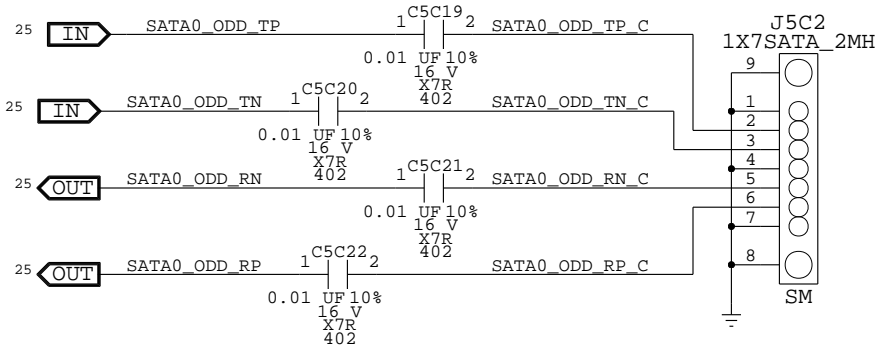 J5C2
1X7SATA_2MH
25 IN SATA0_ODD_TP 1 C5C19 2 SATA0_ODD_TP_C
0.01 UF 10%
16 V
X7R
402
25 IN SATA0_ODD_TN 1 C5C20 2 SATA0_ODD_TN_C
0.01 UF 10%
16 V
X7R
402
25 OUT SATA0_ODD_RN 1 C5C21 2 SATA0_ODD_RN_C
0.01 UF 10%
16 V
X7R
402
25 OUT SATA0_ODD_RP 1 C5C22 2 SATA0_ODD_RP_C
0.01 UF 10%
16 V
X7R
402
9
1
2
3
4
5
6
7
8
SM